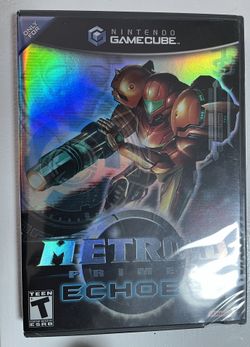 ONLY
FOR
NINTENDO
GAMECUBE
METROID
PRIME
ECHOES
TEEN
T
ESRB